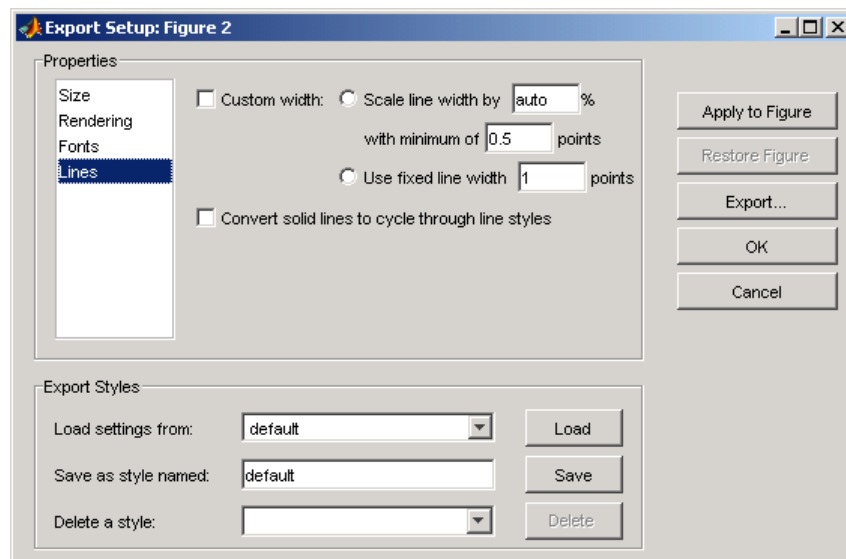 Export Setup: Figure 2
Properties
Size
Rendering
Fonts
Lines
Custom width: Scale line width by auto %
with minimum of 0.5 points
Use fixed line width 1 points
Convert solid lines to cycle through line styles
Apply to Figure
Restore Figure
Export...
OK
Cancel
Export Styles
Load settings from: default Load
Save as style named: default Save
Delete a style: Delete